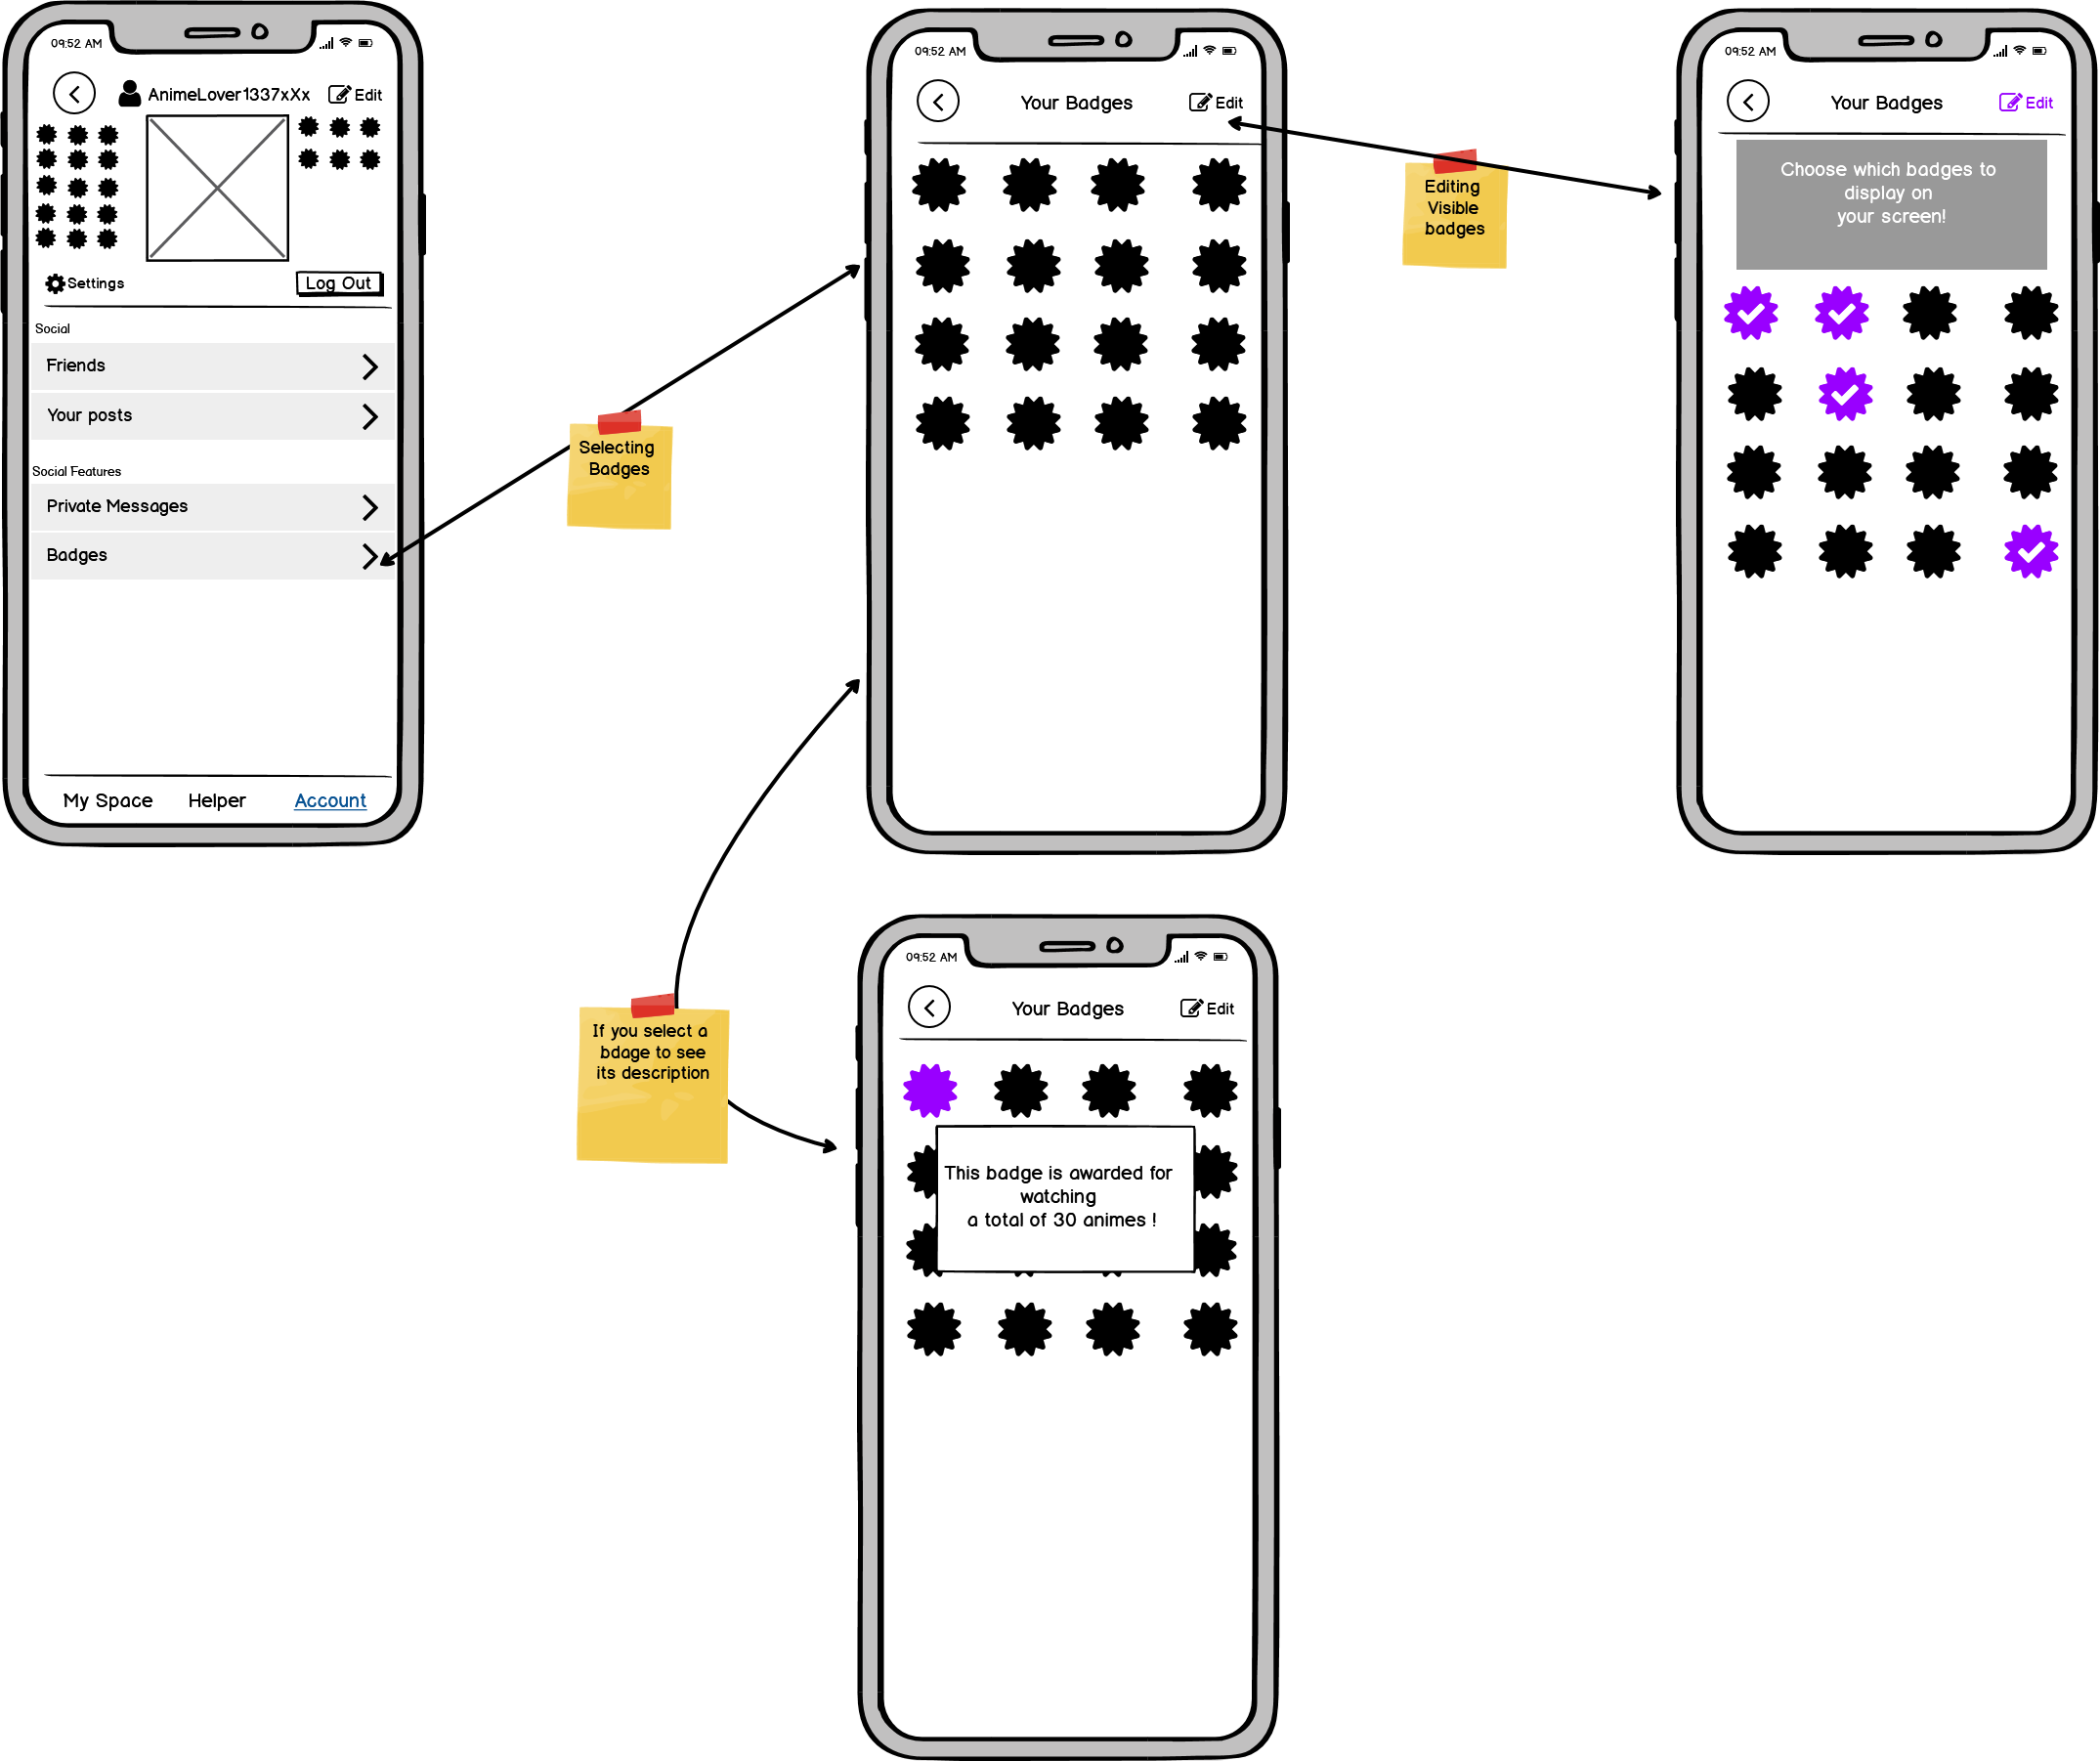 09:52 AM
AnimeLover1337xXx
Edit
Settings
Log Out
Social
Friends
Your posts
Social Features
Private Messages
Badges
My Space
Helper
Account
Selecting
Badges
09:52 AM
Your Badges
Edit
Editing
Visible
badges
09:52 AM
Your Badges
Edit
Choose which badges to
display on
your screen!
If you select a
bdage to see
its description
09:52 AM
Your Badges
Edit
This badge is awarded for
watching
a total of 30 animes !